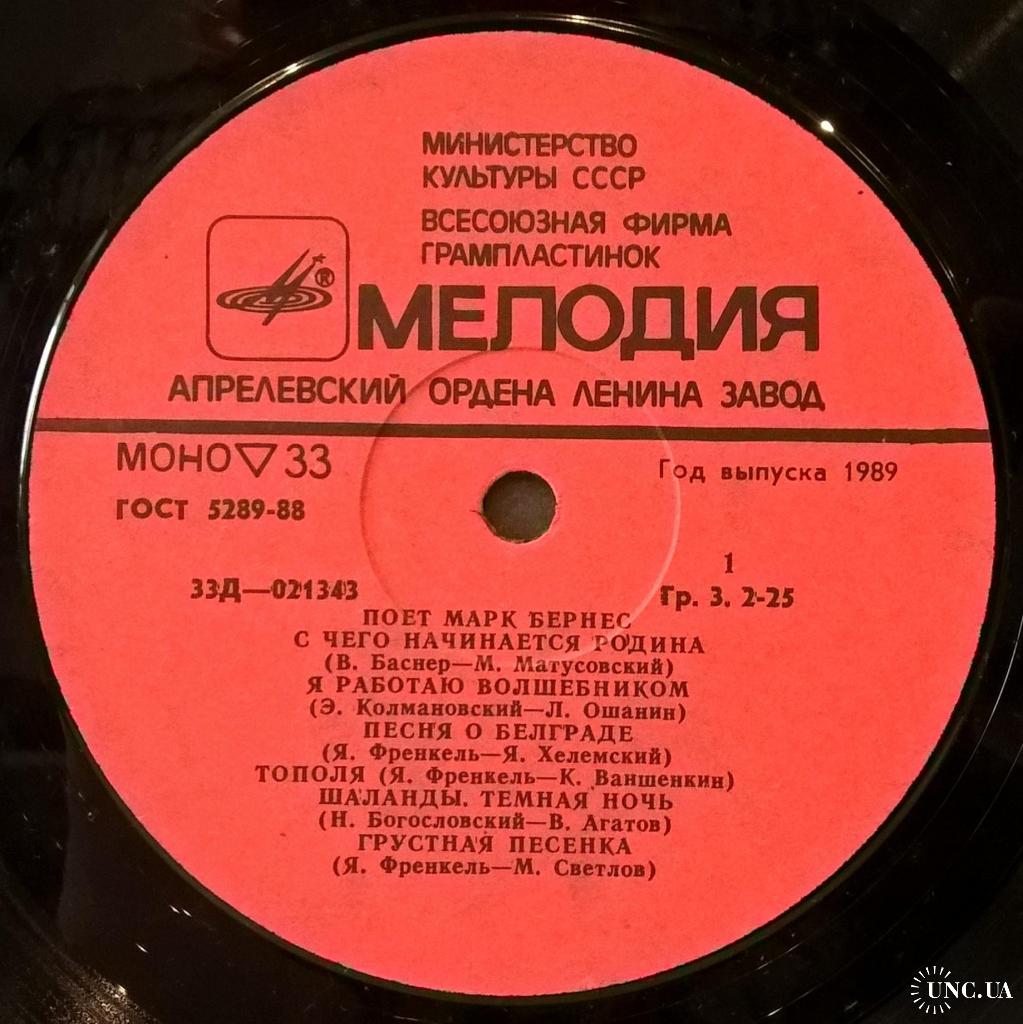 МИНИСТЕРСТВО
КУЛЬТУРЫ СССР
ВСЕСОЮЗНАЯ ФИРМА
ГРАМПЛАСТИНОК
®
МЕЛОДИЯ
АПРЕЛЕВСКИЙ ОРДЕНА ЛЕНИНА ЗАВОД
МОНО ▽ 33
Год выпуска 1989
ГОСТ 5289-88
1
33Д—021343
Гр. 3. 2-25
ПОЕТ МАРК БЕРНЕС
С ЧЕГО НАЧИНАЕТСЯ РОДИНА
(В. Баснер—М. Матусовский)
Я РАБОТАЮ ВОЛШЕБНИКОМ
(Э. Колмановский—Л. Ошанин)
ПЕСНЯ О БЕЛГРАДЕ
(Я. Френкель—Я. Хелемский)
ТОПОЛЯ (Я. Френкель—К. Ваншенкин)
ШАЛАНДЫ. ТЕМНАЯ НОЧЬ
(Н. Богословский—В. Агатов)
ГРУСТНАЯ ПЕСЕНКА
(Я. Френкель—М. Светлов)
UNC.UA